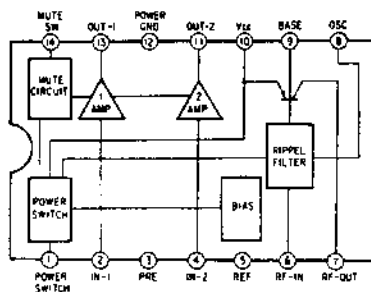 MUTE SW OUT-1 POWER GND OUT-2 Vcc BASE OSC
14 13 12 11 10 9 8
MUTE CIRCUIT
1 AMP
2 AMP
RIPPEL FILTER
POWER SWITCH
BIAS
1 2 3 4 5 6 7
POWER SWITCH IN-1 PRE IN-2 REF RF-IN RF-OUT